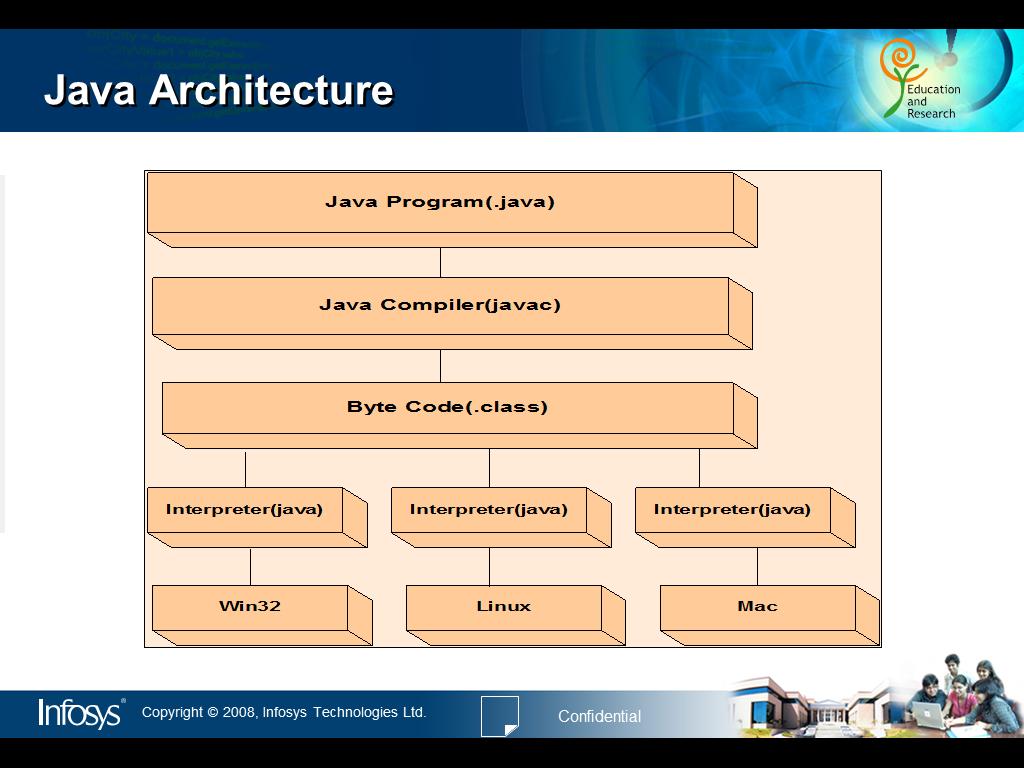 Java Architecture
Education
and
Research
Java Program(.java)
Java Compiler(javac)
Byte Code(.class)
Interpreter(java) Interpreter(java) Interpreter(java)
Win32 Linux Mac
Infosys® Copyright © 2008, Infosys Technologies Ltd. Confidential